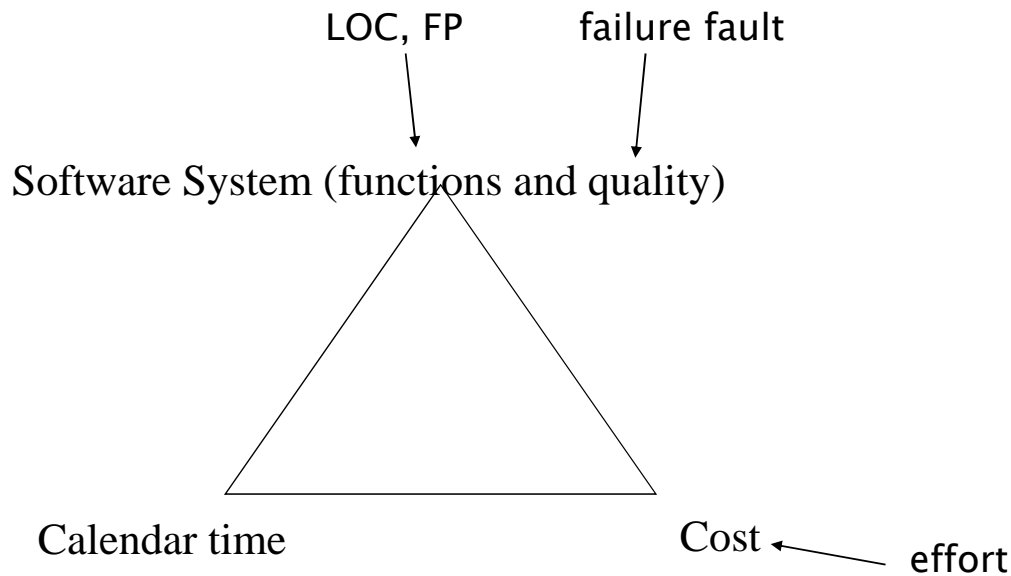 LOC, FP failure fault
Software System (functions and quality)
Calendar time Cost
effort